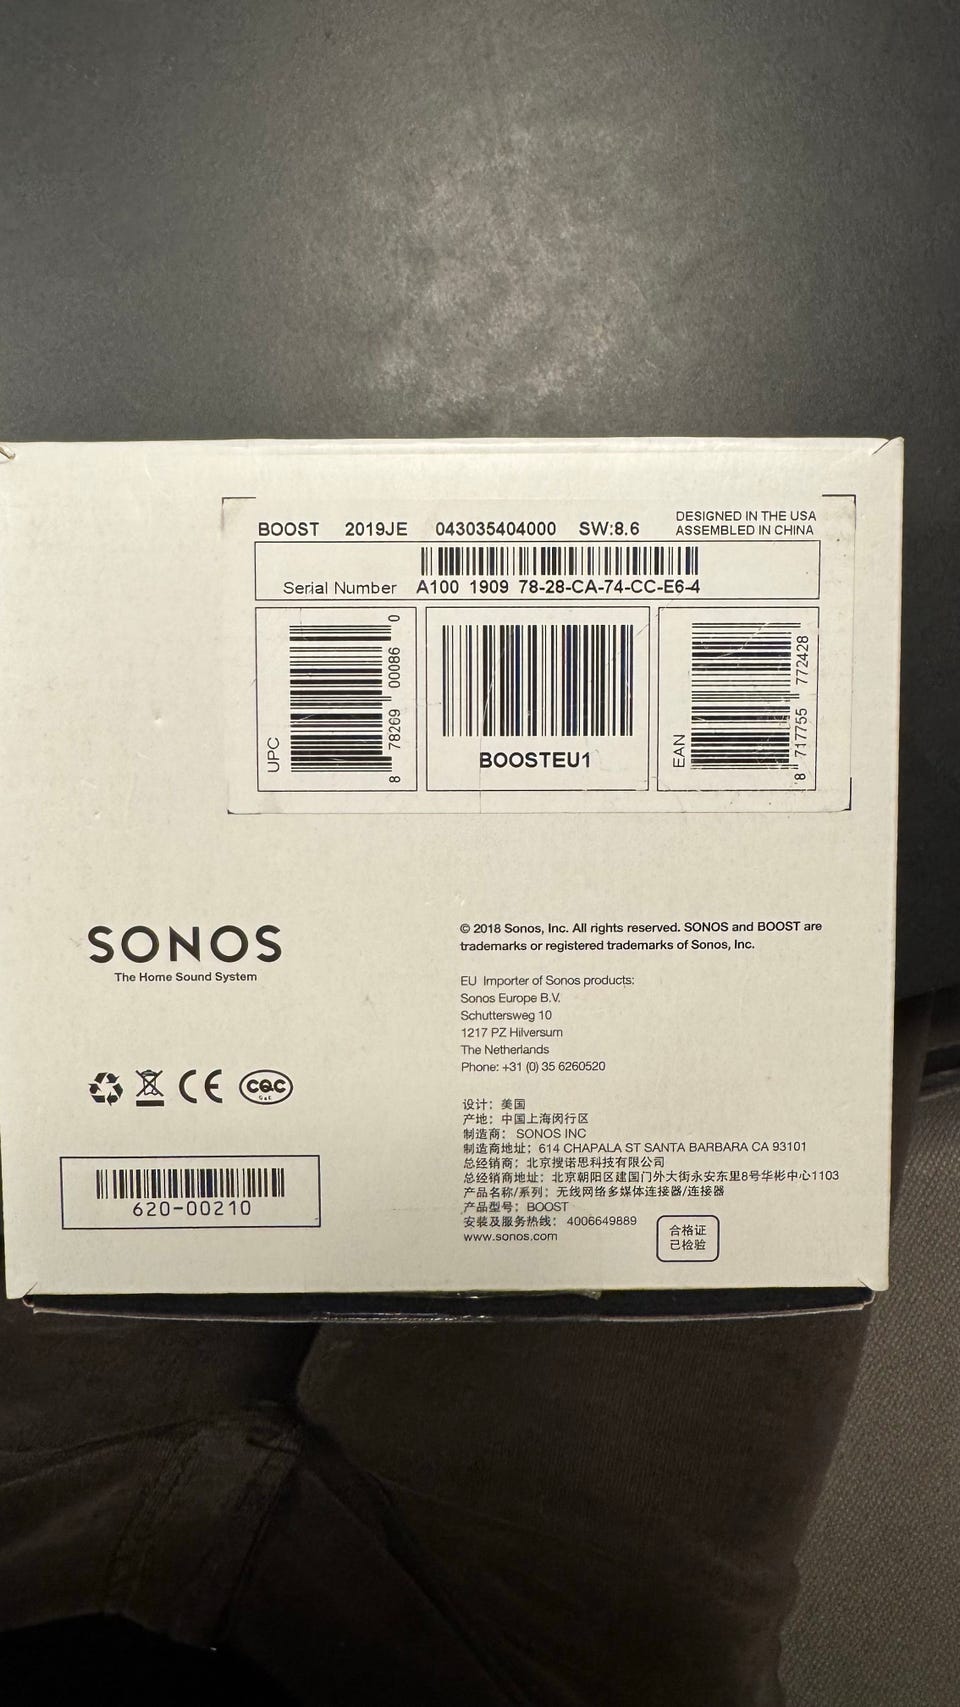 BOOST 2019JE 043035404000 SW:8.6
DESIGNED IN THE USA
ASSEMBLED IN CHINA
Serial Number A100 1909 78-28-CA-74-CC-E6-4
UPC
8 78269 00086 0
BOOSTEU1
EAN
8 717755 772428
SONOS
The Home Sound System
© 2018 Sonos, Inc. All rights reserved. SONOS and BOOST are
trademarks or registered trademarks of Sonos, Inc.
EU Importer of Sonos products:
Sonos Europe B.V.
Schuttersweg 10
1217 PZ Hilversum
The Netherlands
Phone: +31 (0) 35 6260520
CE
CQC
设计：美国
产地：中国上海闵行区
制造商： SONOS INC
制造商地址：614 CHAPALA ST SANTA BARBARA CA 93101
总经销商：北京搜诺思科技有限公司
总经销商地址：北京朝阳区建国门外大街永安东里8号华彬中心1103
产品名称/系列：无线网络多媒体连接器/连接器
产品型号：BOOST
安装及服务热线： 4006649889
www.sonos.com
合格证
已检验
620-00210